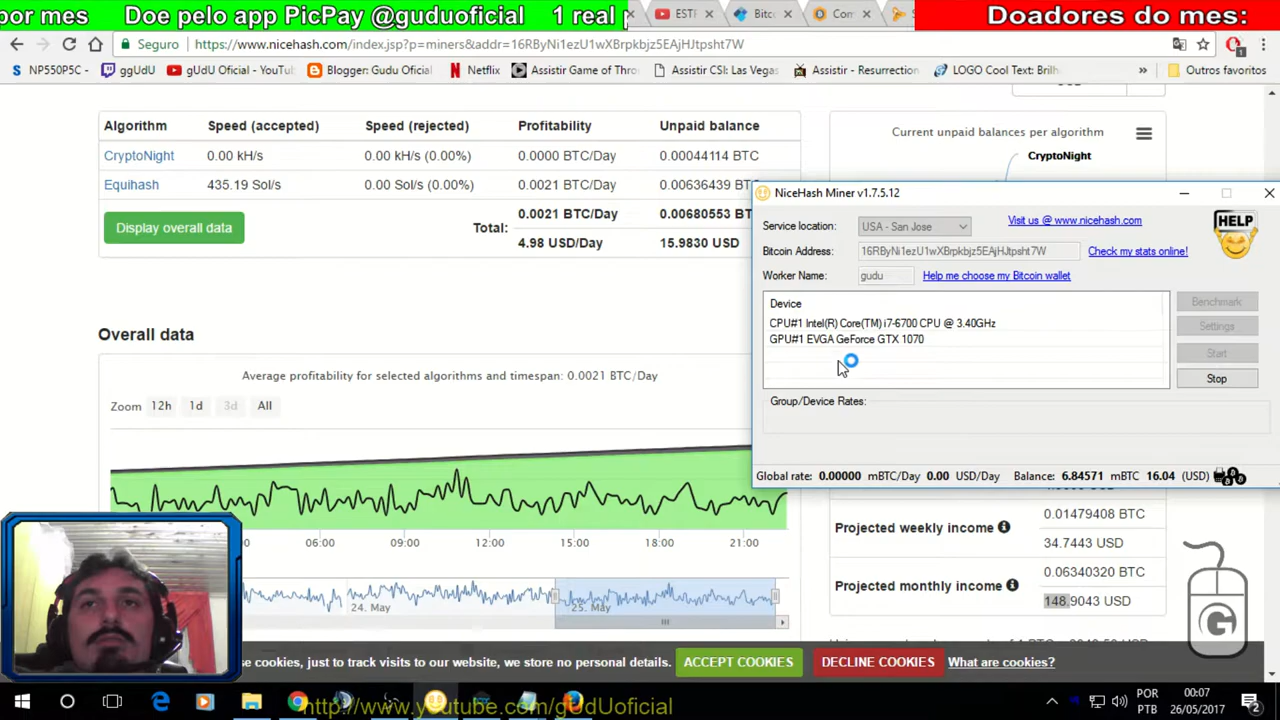 por mes Doe pelo app PicPay @guduoficial 1 real p
Doadores do mes:
Seguro https://www.nicehash.com/index.jsp?p=miners&addr=16RByNi1ezU1wXBrpkbjz5EAjHJtpsht7W
NP550P5C- ggUdU gUdU Oficial - YouTu Blogger: Gudu Oficial Netflix Assistir Game of Thro Assistir CSI: Las Vega Assistir - Resurrection LOGO Cool Text: Brilh » Outros favoritos
Algorithm Speed (accepted) Speed (rejected) Profitability Unpaid balance
CryptoNight 0.00 kH/s 0.00 kH/s (0.00%) 0.0000 BTC/Day 0.00044114 BTC
Equihash 435.19 Sol/s 0.00 Sol/s (0.00%) 0.0021 BTC/Day 0.00636439 BTC
Total: 0.0021 BTC/Day 0.00680553 BT
4.98 USD/Day 15.9830 USD
Display overall data
Current unpaid balances per algorithm
CryptoNight
NiceHash Miner v1.7.5.12
Service location: USA - San Jose Visit us @ www.nicehash.com
HELP
Bitcoin Address: 16RByNi1ezU1wXBrpkbjz5EAjHJtpsht7W Check my stats online!
Worker Name: gudu Help me choose my Bitcoin wallet
Device
CPU#1 Intel(R) Core(TM) i7-6700 CPU @ 3.40GHz
GPU#1 EVGA GeForce GTX 1070
Benchmark
Settings
Start
Stop
Group/Device Rates:
Global rate: 0.00000 mBTC/Day 0.00 USD/Day Balance: 6.84571 mBTC 16.04 (USD)
Overall data
Average profitability for selected algorithms and timespan: 0.0021 BTC/Day
Zoom 12h 1d 3d All
06:00 09:00 12:00 15:00 18:00 21:00
24. May 25. May
0.01479408 BTC
Projected weekly income
34.7443 USD
0.06340320 BTC
Projected monthly income
148.9043 USD
se cookies, just to track visits to our website, we store no personal details. ACCEPT COOKIES DECLINE COOKIES What are cookies?
G
http://www.youtube.com/gUdUoficial
POR
PTB
00:07
26/05/2017
2